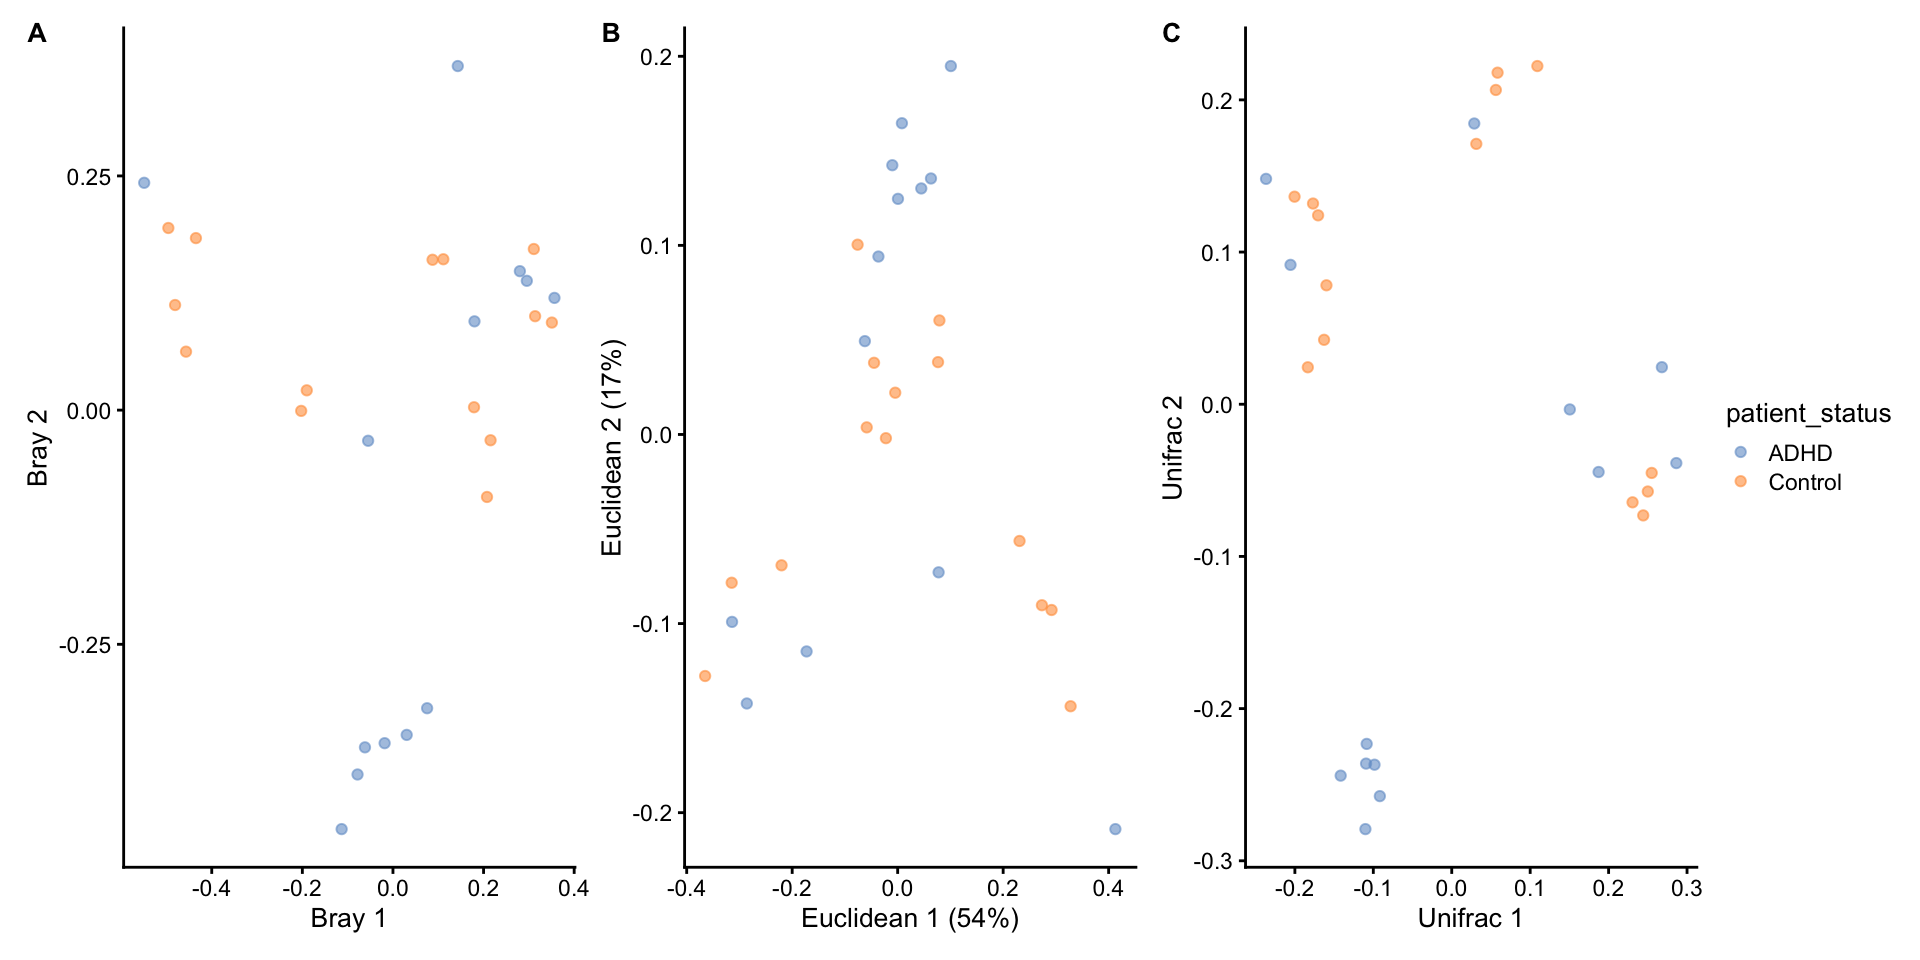 A
Bray 2
0.25
0.00
-0.25
-0.4 -0.2 0.0 0.2 0.4
Bray 1
B
Euclidean 2 (17%)
0.2
0.1
0.0
-0.1
-0.2
-0.4 -0.2 0.0 0.2 0.4
Euclidean 1 (54%)
C
Unifrac 2
0.2
0.1
0.0
-0.1
-0.2
-0.3
-0.2 -0.1 0.0 0.1 0.2 0.3
Unifrac 1
patient_status
ADHD
Control